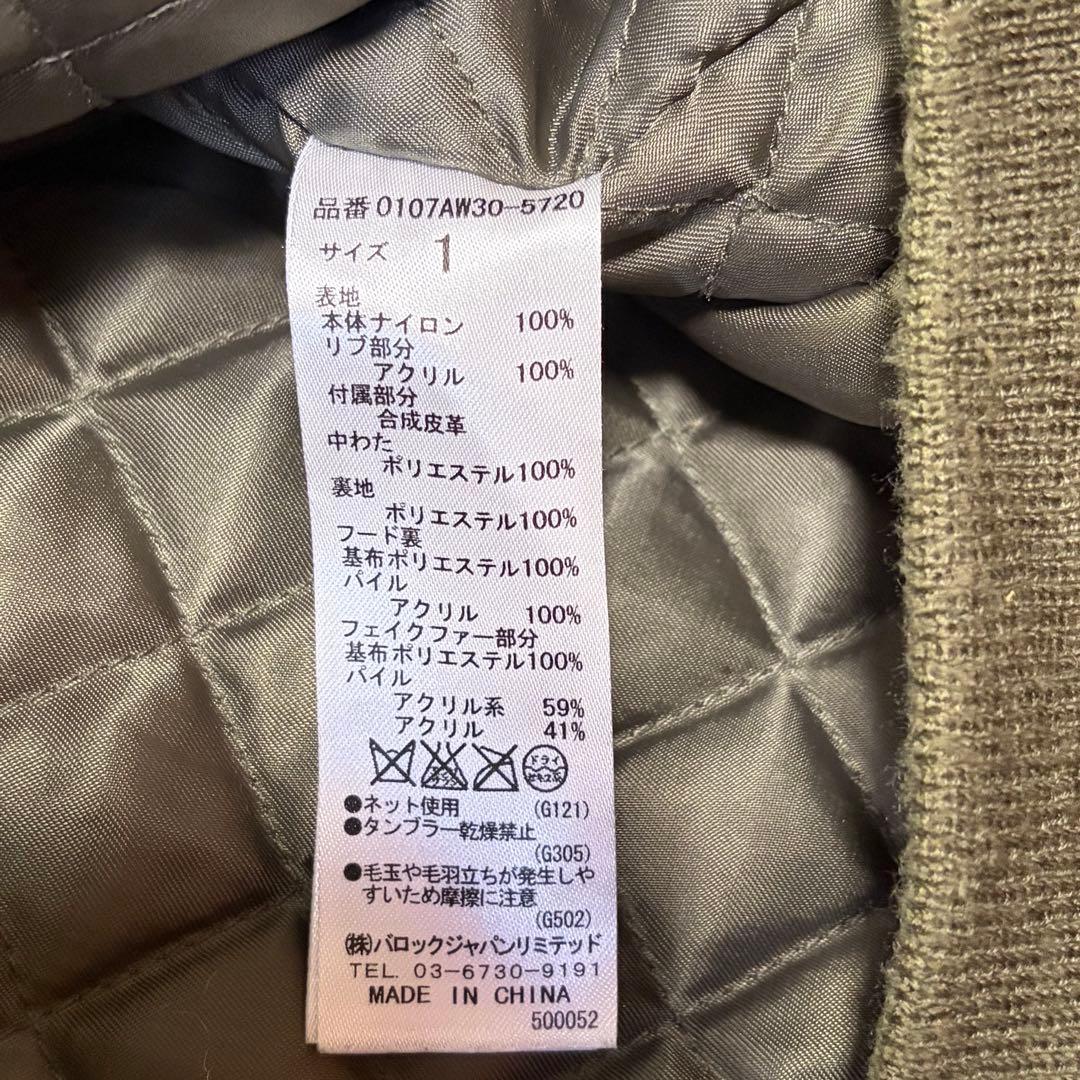 品番 0107AW30-5720
サイズ 1
表地
本体ナイロン 100%
リブ部分
アクリル 100%
付属部分
合成皮革
中わた
ポリエステル100%
裏地
ポリエステル100%
フード裏
基布ポリエステル100%
パイル
アクリル 100%
フェイクファー部分
基布ポリエステル100%
パイル
アクリル系 59%
アクリル 41%
ドライ
セキユ系
●ネット使用 (G121)
●タンブラー乾燥禁止
(G305)
●毛玉や毛羽立ちが発生しや
すいため摩擦に注意
(G502)
㈱バロックジャパンリミテッド
TEL. 03-6730-9191
MADE IN CHINA
500052